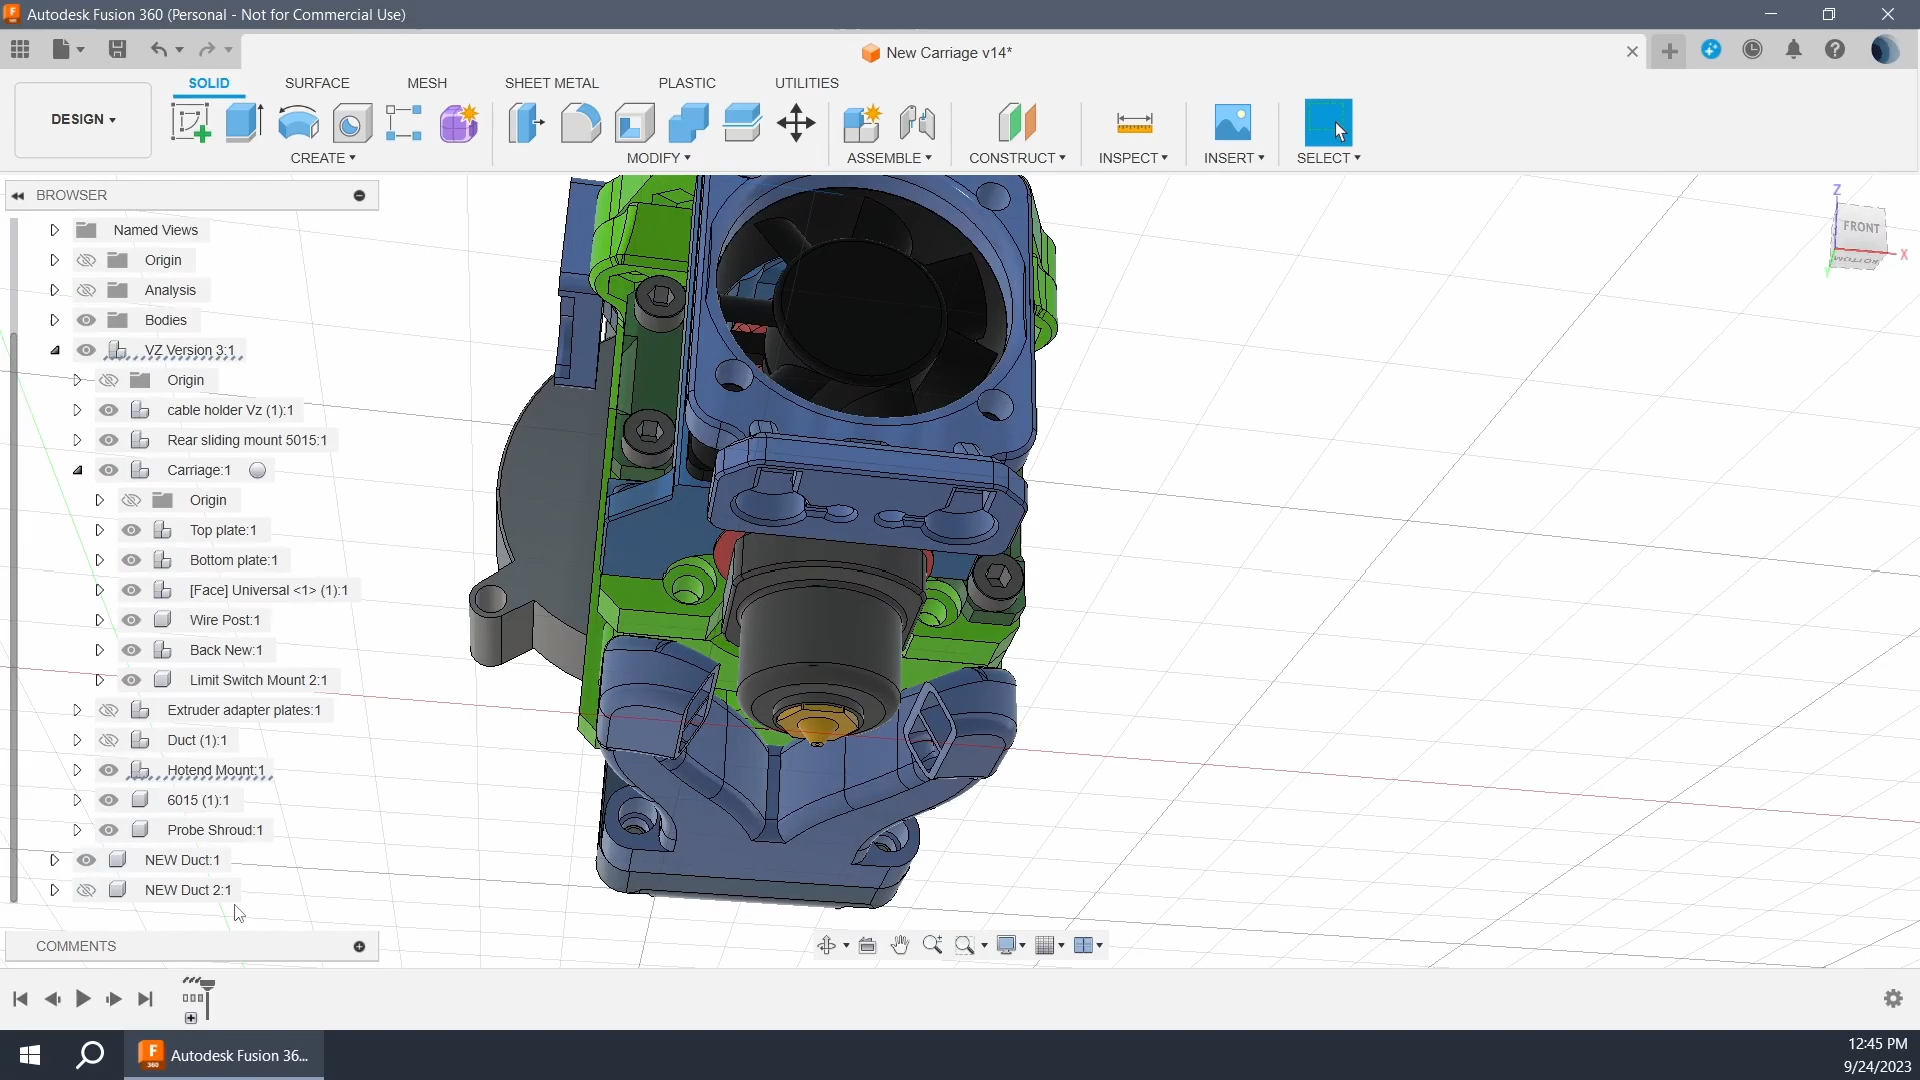 Autodesk Fusion 360 (Personal - Not for Commercial Use)
New Carriage v14*
DESIGN
SOLID
SURFACE
MESH
SHEET METAL
PLASTIC
UTILITIES
CREATE
MODIFY
ASSEMBLE
CONSTRUCT
INSPECT
INSERT
SELECT
BROWSER
Named Views
Origin
Analysis
Bodies
VZ Version 3:1
Origin
cable holder Vz (1):1
Rear sliding mount 5015:1
Carriage:1
Origin
Top plate:1
Bottom plate:1
[Face] Universal <1> (1):1
Wire Post:1
Back New:1
Limit Switch Mount 2:1
Extruder adapter plates:1
Duct (1):1
Hotend Mount:1
6015 (1):1
Probe Shroud:1
NEW Duct:1
NEW Duct 2:1
COMMENTS
Z
FRONT
X
BOTTOM
Autodesk Fusion 36...
12:45 PM
9/24/2023